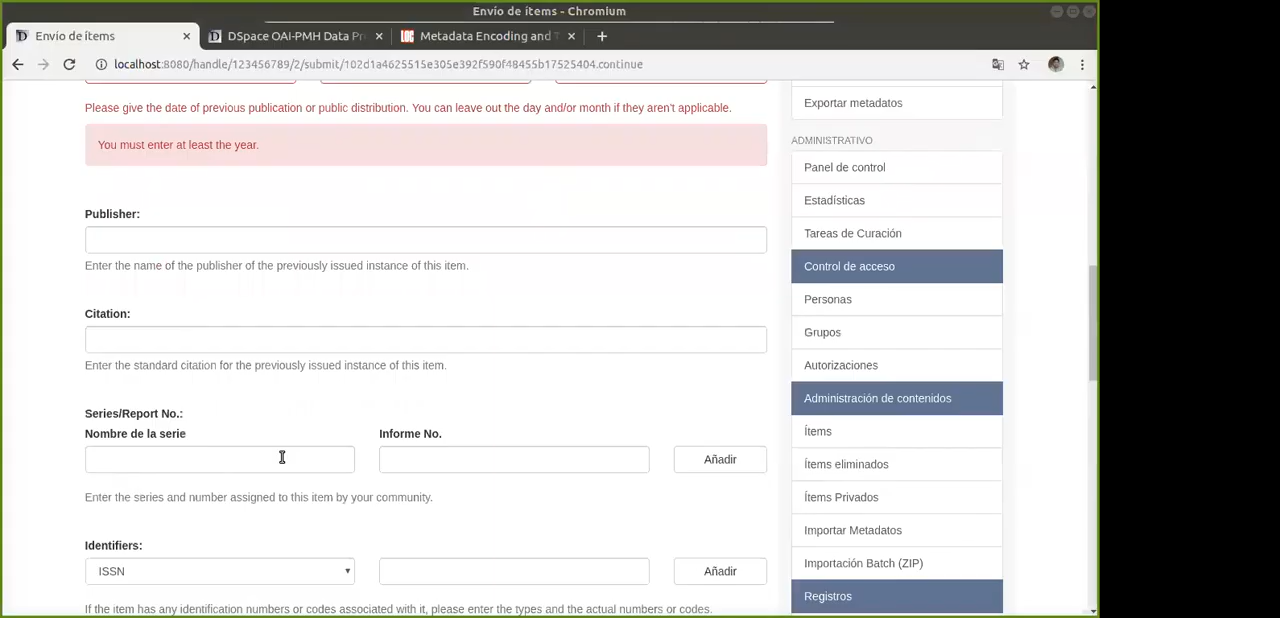 Envío de ítems - Chromium
Envío de ítems
DSpace OAI-PMH Data Pr
Metadata Encoding and T
localhost:8080/handle/123456789/2/submit/102d1a4625515e305e392f590f48455b17525404.continue
Please give the date of previous publication or public distribution. You can leave out the day and/or month if they aren't applicable.
You must enter at least the year.
Publisher:
Enter the name of the publisher of the previously issued instance of this item.
Citation:
Enter the standard citation for the previously issued instance of this item.
Series/Report No.:
Nombre de la serie
Informe No.
Añadir
Enter the series and number assigned to this item by your community.
Identifiers:
ISSN
Añadir
If the item has any identification numbers or codes associated with it, please enter the types and the actual numbers or codes.
Exportar metadatos
ADMINISTRATIVO
Panel de control
Estadísticas
Tareas de Curación
Control de acceso
Personas
Grupos
Autorizaciones
Administración de contenidos
Ítems
Ítems eliminados
Ítems Privados
Importar Metadatos
Importación Batch (ZIP)
Registros